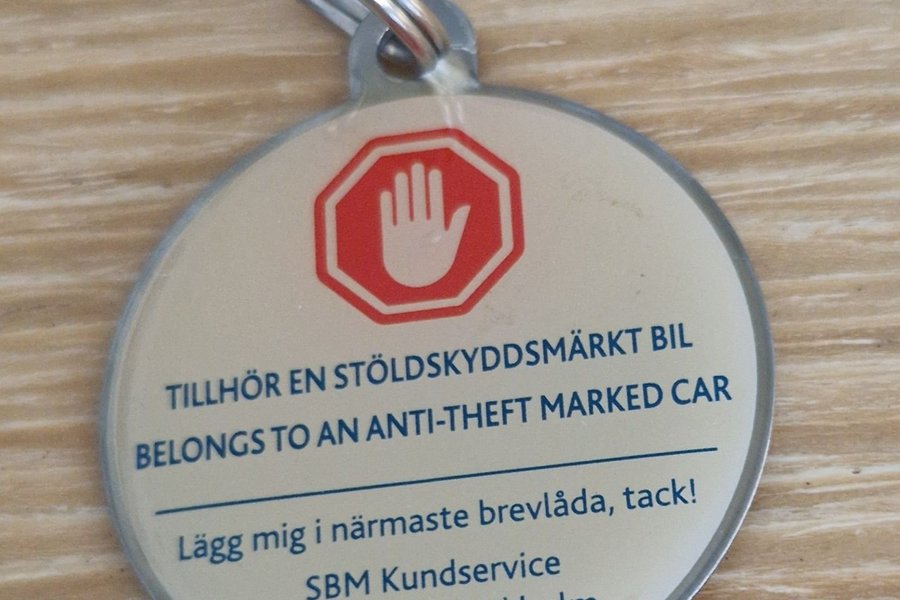 TILLHÖR EN STÖLDSKYDDSMÄRKT BIL
BELONGS TO AN ANTI-THEFT MARKED CAR
Lägg mig i närmaste brevlåda, tack!
SBM Kundservice